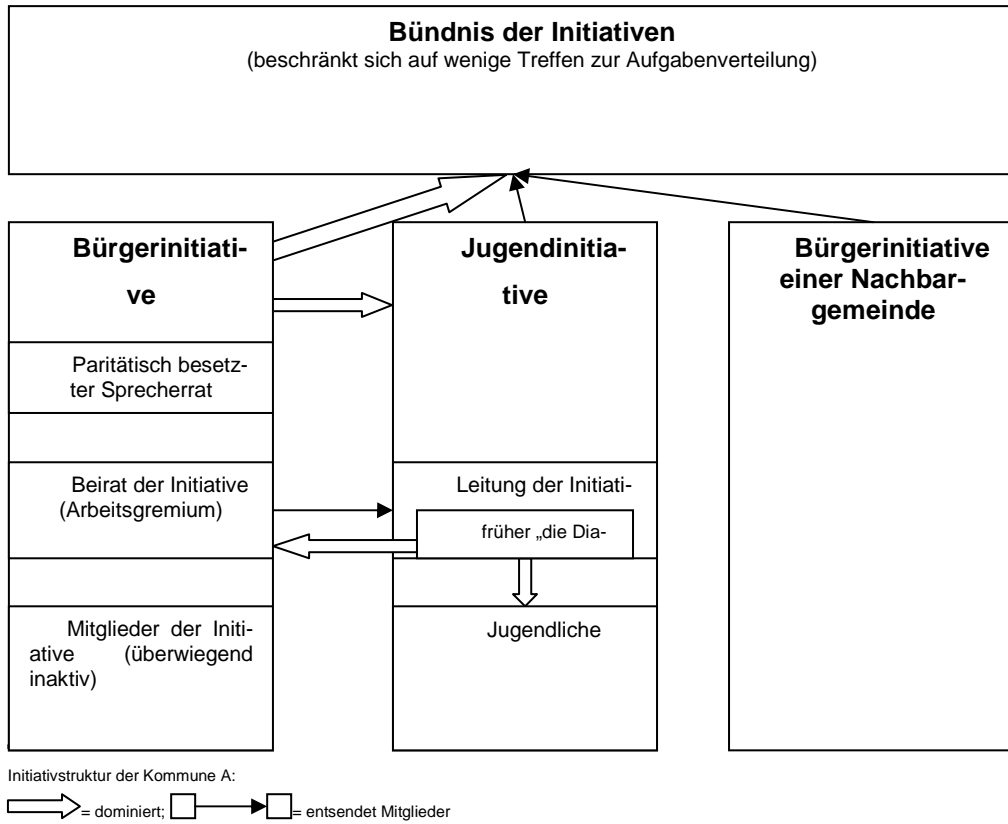 Bündnis der Initiativen
(beschränkt sich auf wenige Treffen zur Aufgabenverteilung)
Bürgerinitiati-
ve
Paritätisch besetz-
ter Sprecherrat
Beirat der Initiative
(Arbeitsgremium)
Mitglieder der Initi-
ative (überwiegend
inaktiv)
Jugendinitia-
tive
Leitung der Initiati-
früher „die Dia-
Jugendliche
Bürgerinitiative
einer Nachbar-
gemeinde
Initiativstruktur der Kommune A:
= dominiert; = entsendet Mitglieder